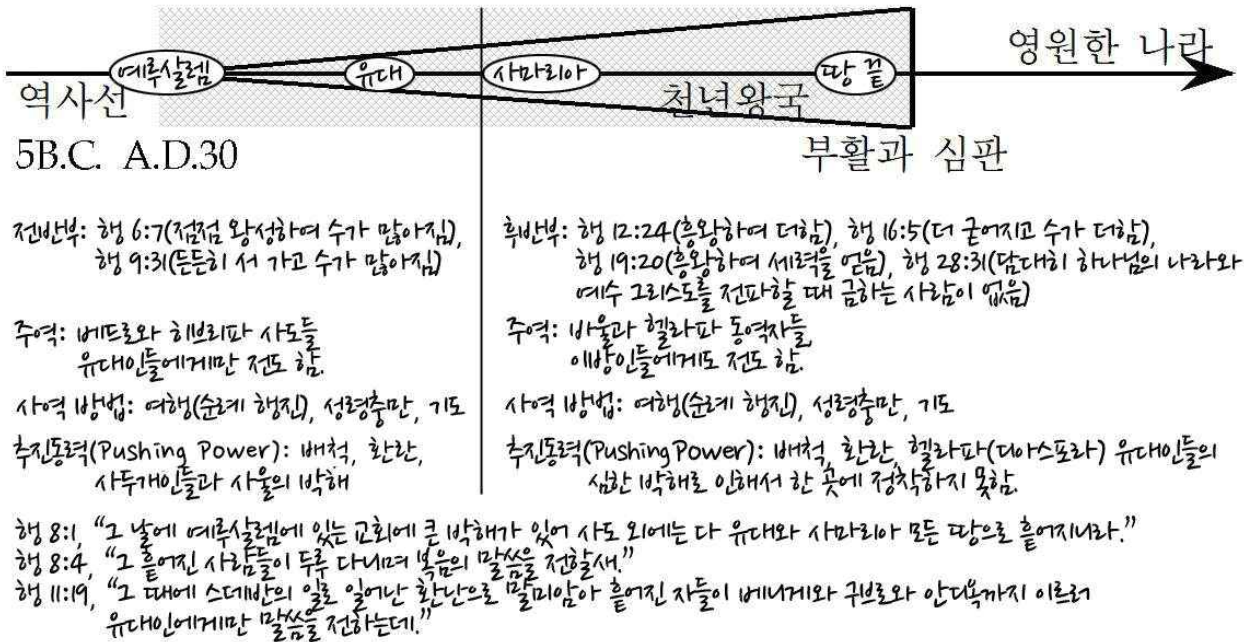 영원한 나라
예루살렘 유대 사마리아 땅 끝
역사선 천년왕국
5B.C. A.D.30 부활과 심판
전반부: 행 6:7(점점 왕성하여 수가 많아짐),
행 9:31(든든히 서 가고 수가 많아짐)
주역: 베드로와 히브리파 사도들
유대인들에게만 전도 함.
사역 방법: 여행(순례 행진), 성령충만, 기도
추진동력(Pushing Power): 배척, 환란,
사두개인들과 사울의 박해
후반부: 행 12:24(흥왕하여 더함), 행 16:5(더 굳어지고 수가 더함),
행 19:20(흥왕하여 세력을 얻음), 행 28:31(담대히 하나님의 나라와
예수 그리스도를 전파할 때 금하는 사람이 없음)
주역: 바울과 헬라파 동역자들
이방인들에게도 전도 함.
사역 방법: 여행(순례 행진), 성령충만, 기도
추진동력(Pushing Power): 배척, 환란, 헬라파(디아스포라) 유대인들의
심한 박해로 인해서 한 곳에 정착하지 못함.
행 8:1, “그 날에 예루살렘에 있는 교회에 큰 박해가 있어 사도 외에는 다 유대와 사마리아 모든 땅으로 흩어지니라.”
행 8:4, “그 흩어진 사람들이 두루 다니며 복음의 말씀을 전할새.”
행 11:19, “그 때에 스데반의 일로 일어난 환난으로 말미암아 흩어진 자들이 베니게와 구브로와 안디옥까지 이르러
유대인에게만 말씀을 전하는데.”